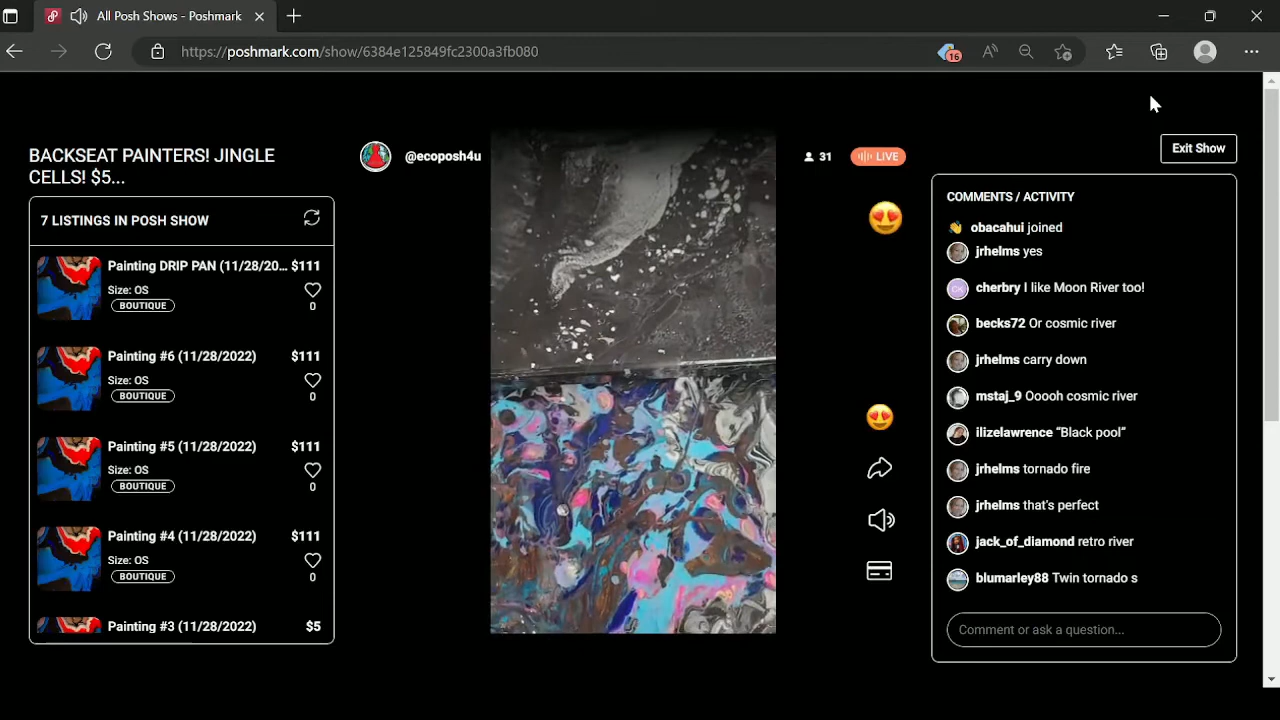 All Posh Shows - Poshmark
https://poshmark.com/show/6384e125849fc2300a3fb080
16
BACKSEAT PAINTERS! JINGLE
CELLS! $5...
7 LISTINGS IN POSH SHOW
Painting DRIP PAN (11/28/20... $111
Size: OS
BOUTIQUE
0
Painting #6 (11/28/2022) $111
Size: OS
BOUTIQUE
0
Painting #5 (11/28/2022) $111
Size: OS
BOUTIQUE
0
Painting #4 (11/28/2022) $111
Size: OS
BOUTIQUE
0
Painting #3 (11/28/2022) $5
@ecoposh4u
31
LIVE
Exit Show
COMMENTS / ACTIVITY
obacahui joined
jrhelms yes
CX
cherbry I like Moon River too!
becks72 Or cosmic river
jrhelms carry down
mstaj_9 Ooooh cosmic river
ilizelawrence “Black pool”
jrhelms tornado fire
jrhelms that's perfect
jack_of_diamond retro river
blumarley88 Twin tornado s
Comment or ask a question...